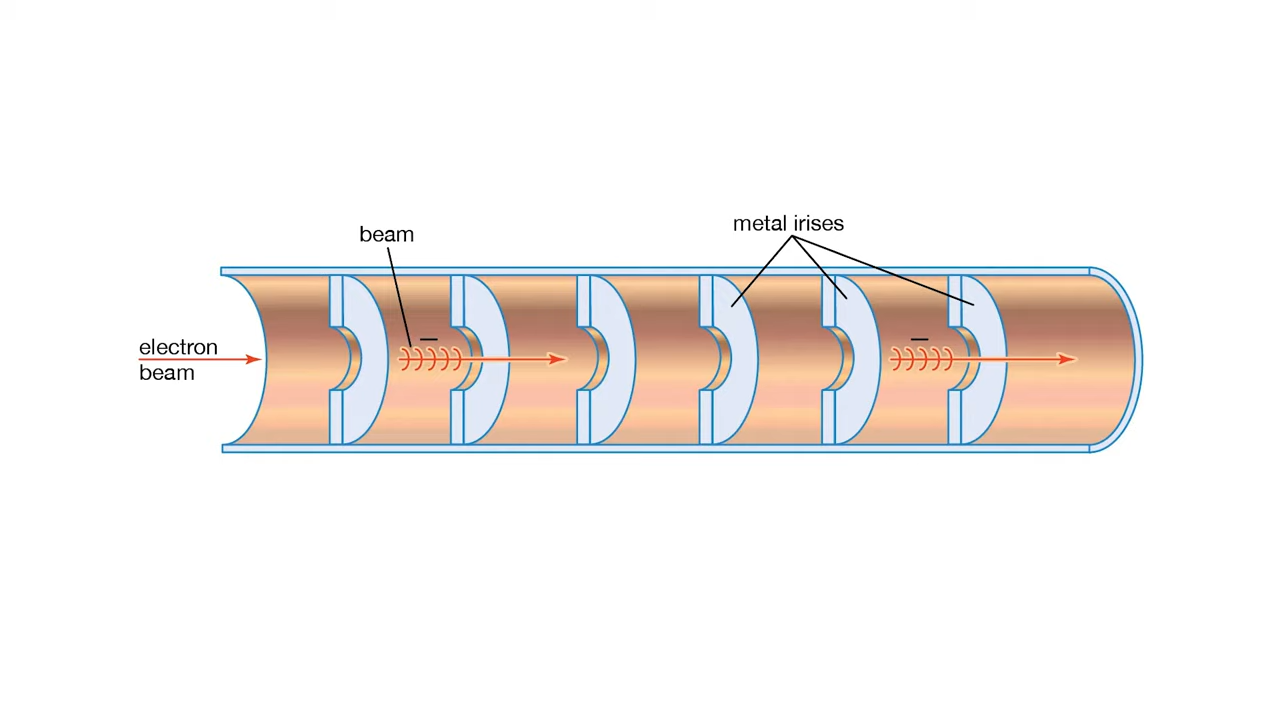 metal irises
beam
electron
beam
–
–